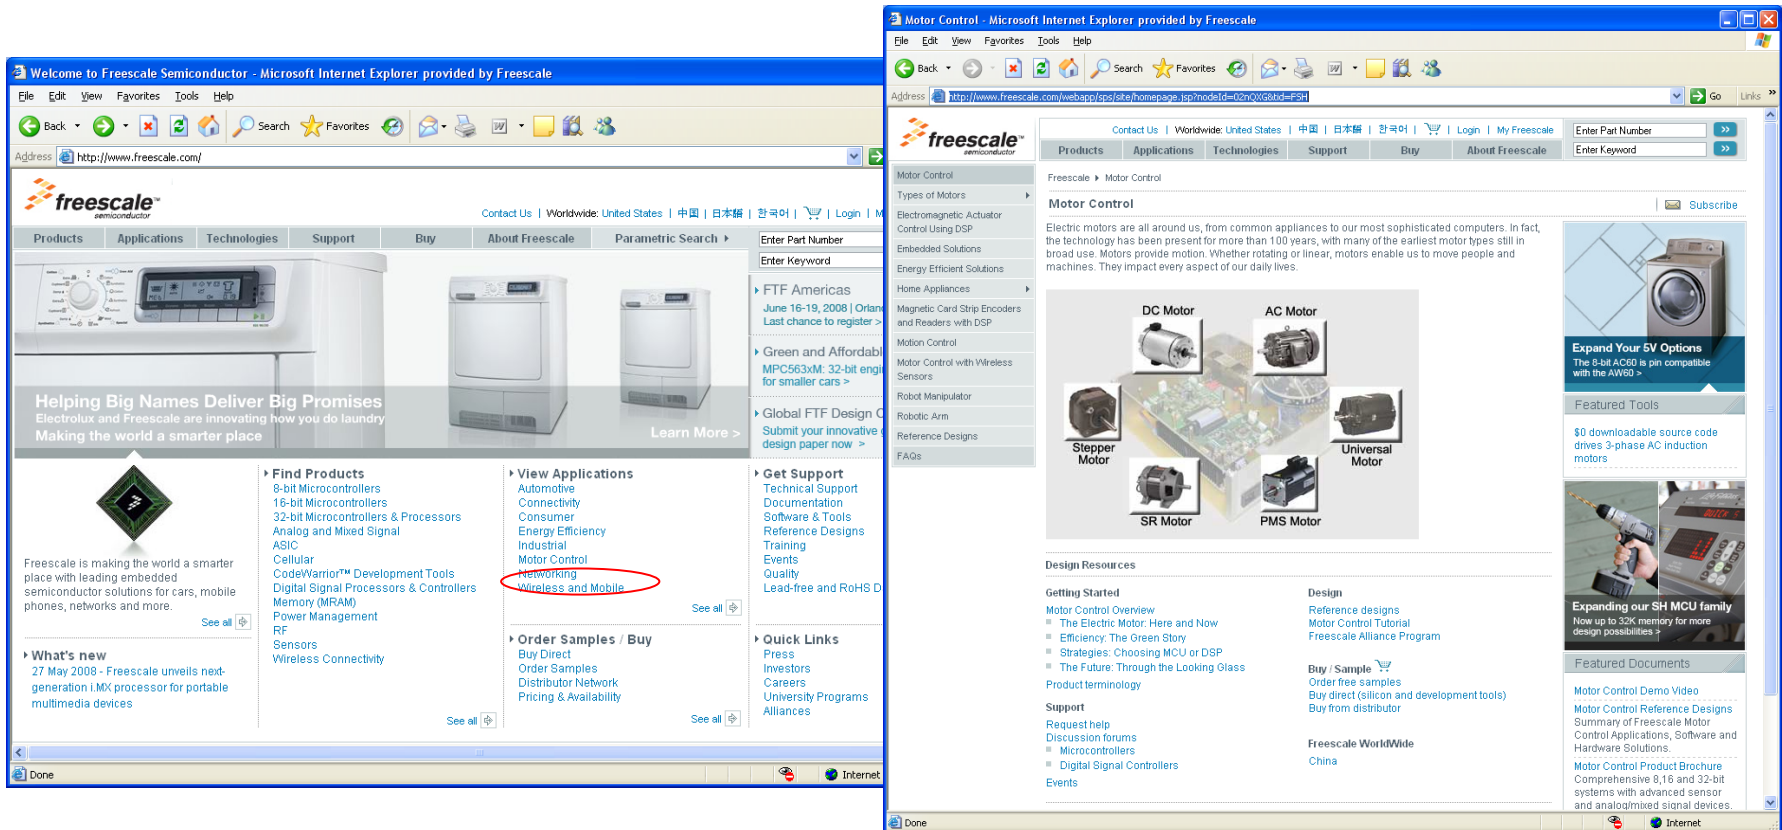 Welcome to Freescale Semiconductor - Microsoft Internet Explorer provided by Freescale
File Edit View Favorites Tools Help
Back Search Favorites
Address http://www.freescale.com/
freescale™
semiconductor
Contact Us | Worldwide: United States | 中国 | 日本語 | 한국어 | | Login | M
Products Applications Technologies Support Buy About Freescale Parametric Search
Enter Part Number
Enter Keyword
Helping Big Names Deliver Big Promises
Electrolux and Freescale are innovating how you do laundry
Making the world a smarter place
Learn More >
FTF Americas
June 16-19, 2008 | Orlan
Last chance to register >
Green and Affordabl
MPC563xM: 32-bit engi
for smaller cars >
Global FTF Design C
Submit your innovative
design paper now >
Freescale is making the world a smarter
place with leading embedded
semiconductor solutions for cars, mobile
phones, networks and more.
See all
What's new
27 May 2008 - Freescale unveils next-
generation i.MX processor for portable
multimedia devices
Find Products
8-bit Microcontrollers
16-bit Microcontrollers
32-bit Microcontrollers & Processors
Analog and Mixed Signal
ASIC
Cellular
CodeWarrior™ Development Tools
Digital Signal Processors & Controllers
Memory (MRAM)
Power Management
RF
Sensors
Wireless Connectivity
See all
View Applications
Automotive
Connectivity
Consumer
Energy Efficiency
Industrial
Motor Control
Networking
Wireless and Mobile
See all
Order Samples / Buy
Buy Direct
Order Samples
Distributor Network
Pricing & Availability
See all
Get Support
Technical Support
Documentation
Software & Tools
Reference Designs
Training
Events
Quality
Lead-free and RoHS D
Quick Links
Press
Investors
Careers
University Programs
Alliances
Done
Internet
Motor Control - Microsoft Internet Explorer provided by Freescale
File Edit View Favorites Tools Help
Back Search Favorites
Address http://www.freescale.com/webapp/sps/site/homepage.jsp?nodeId=02nQXG&tid=FSH Go Links »
freescale™
semiconductor
Contact Us | Worldwide: United States | 中国 | 日本語 | 한국어 | | Login | My Freescale
Products Applications Technologies Support Buy About Freescale
Enter Part Number
Enter Keyword
Motor Control
Types of Motors
Electromagnetic Actuator
Control Using DSP
Embedded Solutions
Energy Efficient Solutions
Home Appliances
Magnetic Card Strip Encoders
and Readers with DSP
Motion Control
Motor Control with Wireless
Sensors
Robot Manipulator
Robotic Arm
Reference Designs
FAQs
Freescale Motor Control
Motor Control
Subscribe
Electric motors are all around us, from common appliances to our most sophisticated computers. In fact,
the technology has been present for more than 100 years, with many of the earliest motor types still in
broad use. Motors provide motion. Whether rotating or linear, motors enable us to move people and
machines. They impact every aspect of our daily lives.
DC Motor
AC Motor
Stepper
Motor
Universal
Motor
SR Motor
PMS Motor
Design Resources
Getting Started
Motor Control Overview
The Electric Motor: Here and Now
Efficiency: The Green Story
Strategies: Choosing MCU or DSP
The Future: Through the Looking Glass
Product terminology
Support
Request help
Discussion forums
Microcontrollers
Digital Signal Controllers
Events
Design
Reference designs
Motor Control Tutorial
Freescale Alliance Program
Buy / Sample
Order free samples
Buy direct (silicon and development tools)
Buy from distributor
Freescale WorldWide
China
Expand Your 5V Options
The 8-bit AC60 is pin compatible
with the AW60 >
Featured Tools
$0 downloadable source code
drives 3-phase AC induction
motors
Expanding our SH MCU family
Now up to 32K memory for more
design possibilities >
Featured Documents
Motor Control Demo Video
Motor Control Reference Designs
Summary of Freescale Motor
Control Applications, Software and
Hardware Solutions.
Motor Control Product Brochure
Comprehensive 8,16 and 32-bit
systems with advanced sensor
and analog/mixed signal devices.
Done
Internet